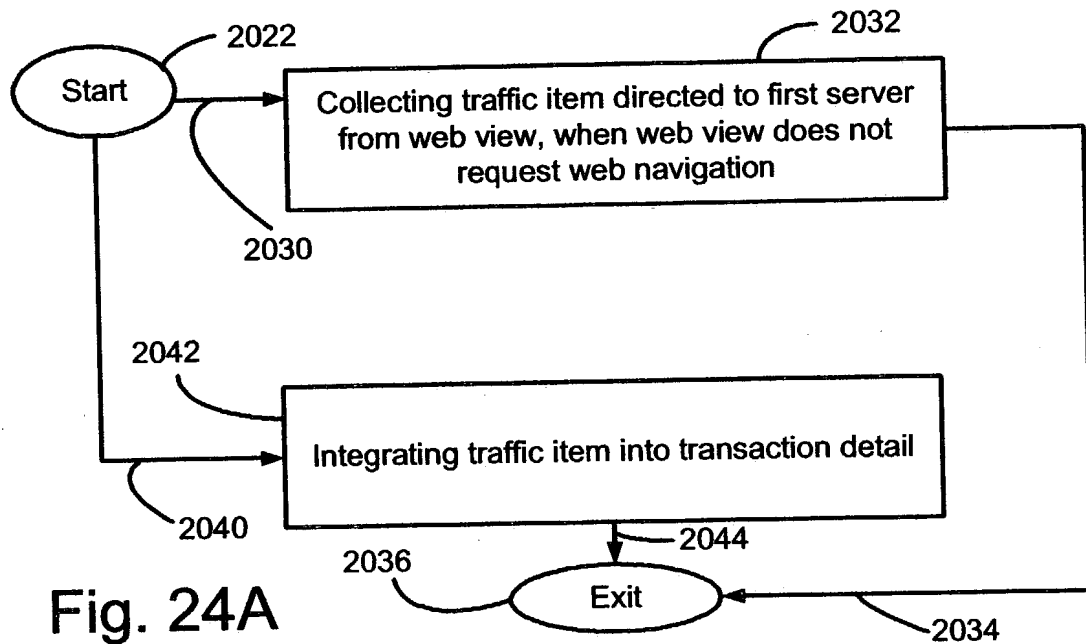 2022
Start
2032
Collecting traffic item directed to first server
from web view, when web view does not
request web navigation
2030
2042
Integrating traffic item into transaction detail
2040
2044
2036
Exit
2034
Fig. 24A